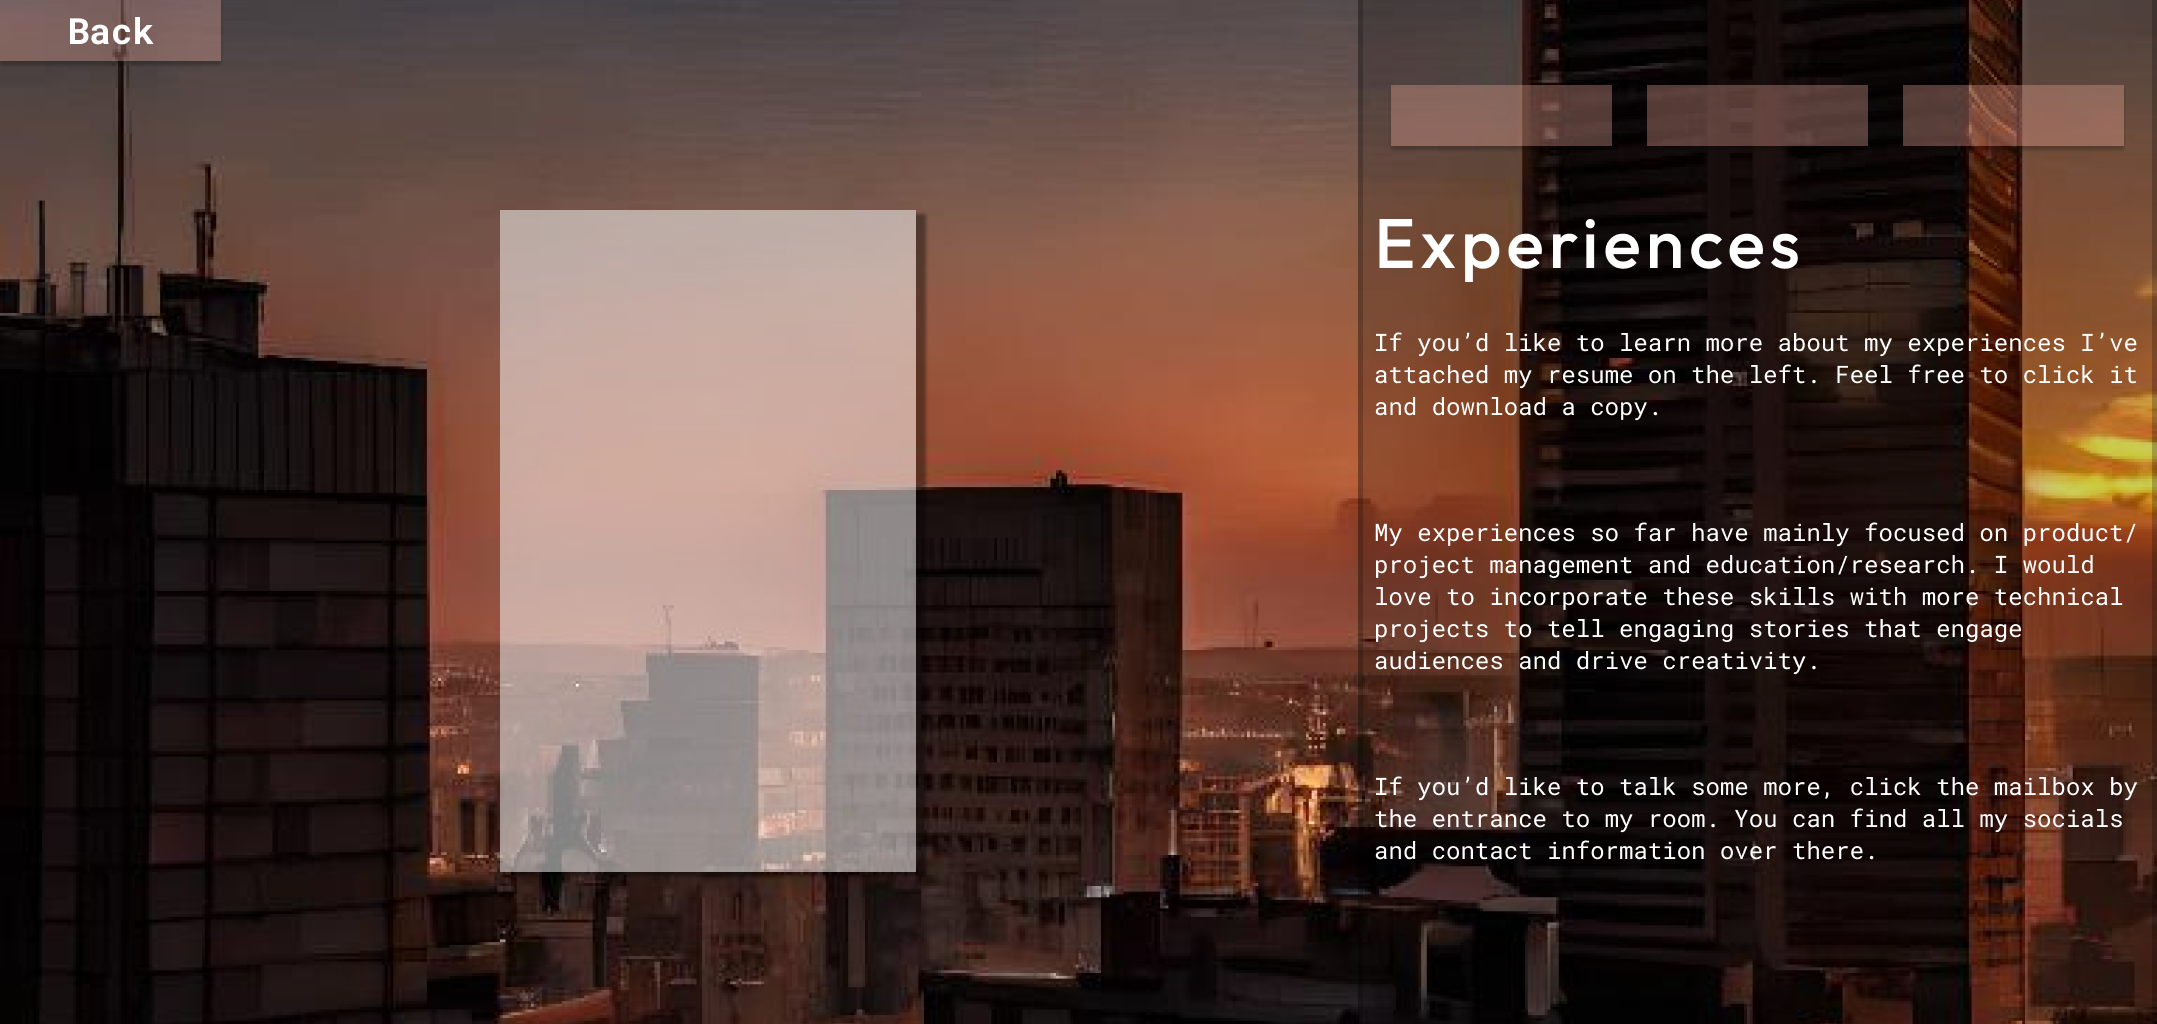 Back
Experiences
If you’d like to learn more about my experiences I’ve
attached my resume on the left. Feel free to click it
and download a copy.
My experiences so far have mainly focused on product/
project management and education/research. I would
love to incorporate these skills with more technical
projects to tell engaging stories that engage
audiences and drive creativity.
If you’d like to talk some more, click the mailbox by
the entrance to my room. You can find all my socials
and contact information over there.